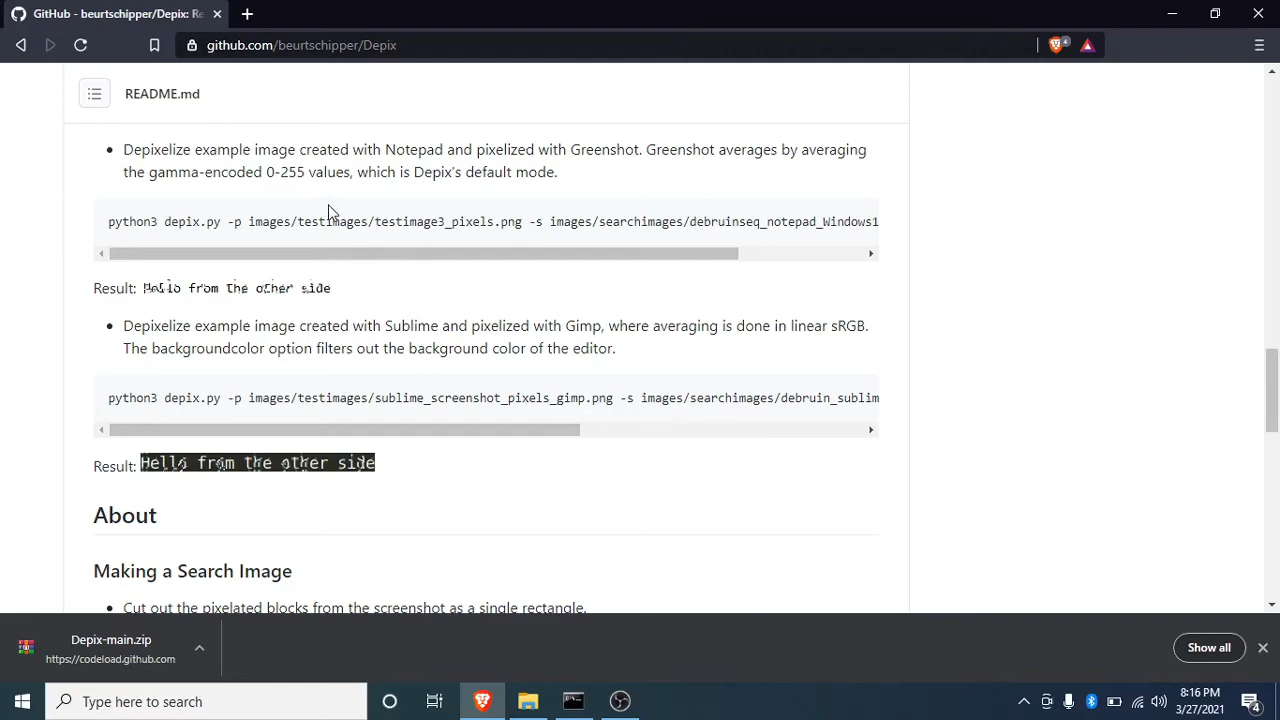 GitHub - beurtschipper/Depix: Re
github.com/beurtschipper/Depix
4
README.md
Depixelize example image created with Notepad and pixelized with Greenshot. Greenshot averages by averaging
the gamma-encoded 0-255 values, which is Depix's default mode.
python3 depix.py -p images/testimages/testimage3_pixels.png -s images/searchimages/debruinseq_notepad_Windows1
Result: Hello from the other side
Depixelize example image created with Sublime and pixelized with Gimp, where averaging is done in linear sRGB.
The backgroundcolor option filters out the background color of the editor.
python3 depix.py -p images/testimages/sublime_screenshot_pixels_gimp.png -s images/searchimages/debruin_sublim
Result: Hello from the other side
About
Making a Search Image
Cut out the pixelated blocks from the screenshot as a single rectangle.
Depix-main.zip
https://codeload.github.com
Show all
Type here to search
8:16 PM
3/27/2021
4